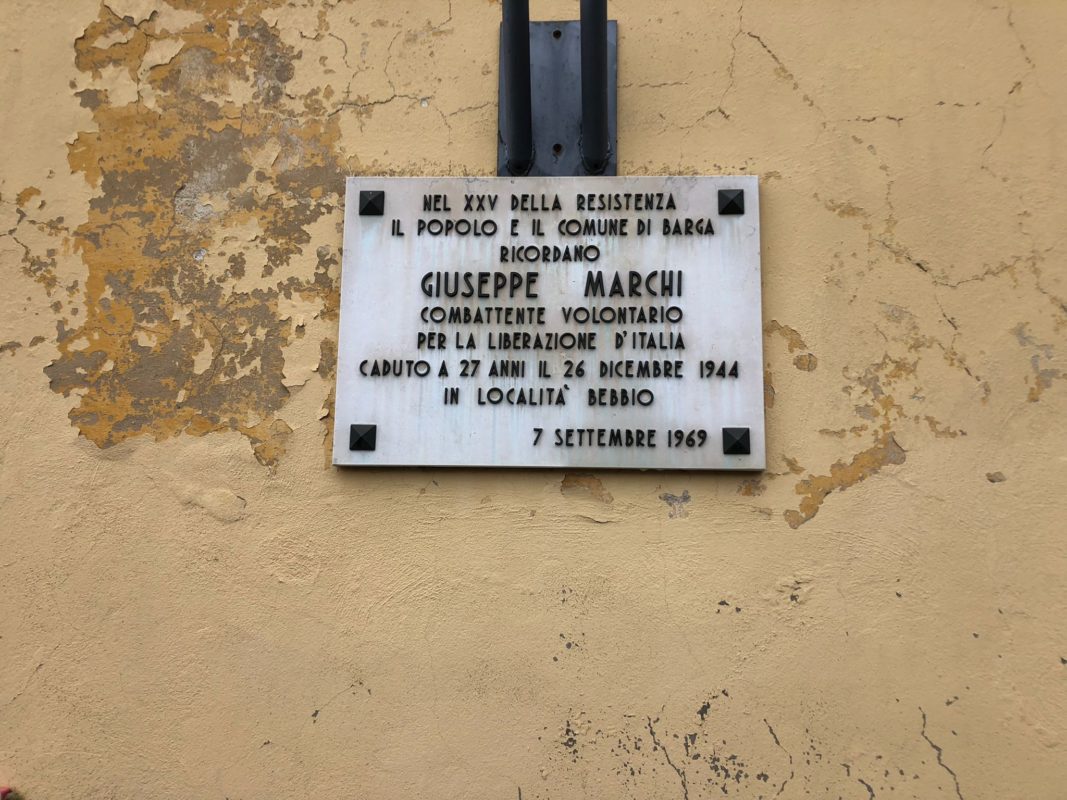 NEL XXV DELLA RESISTENZA
IL POPOLO E IL COMUNE DI BARGA
RICORDANO
GIUSEPPE MARCHI
COMBATTENTE VOLONTARIO
PER LA LIBERAZIONE D'ITALIA
CADUTO A 27 ANNI IL 26 DICEMBRE 1944
IN LOCALITA' BEBBIO
7 SETTEMBRE 1969